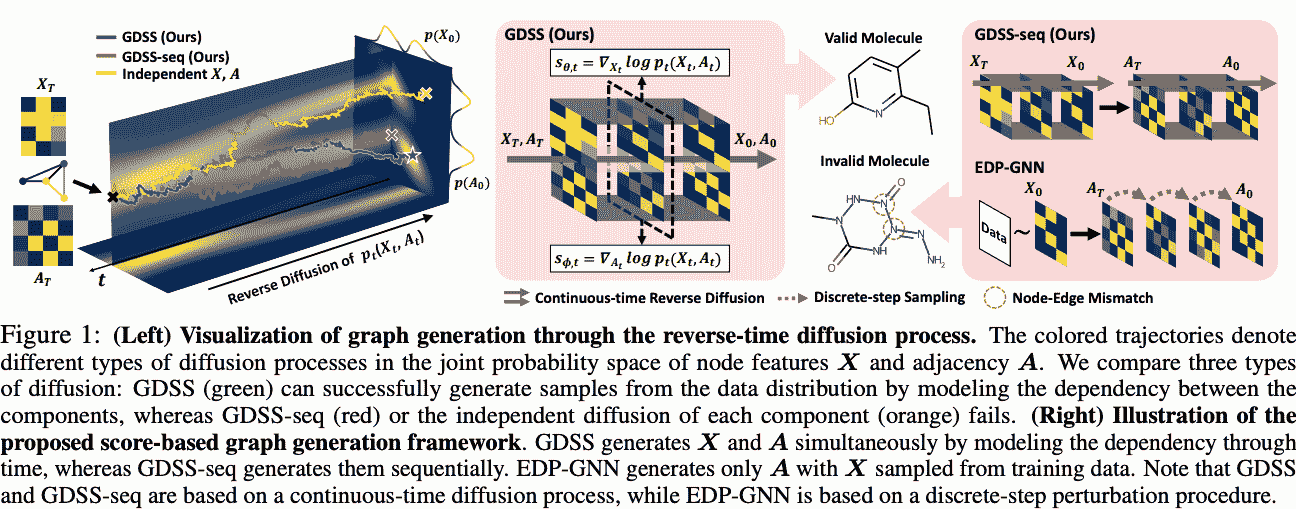 GDSS (Ours)
GDSS-seq (Ours)
Independent X, A
X_T
A_T
t
Reverse Diffusion of p_t(X_t, A_t)
p(X_0)
p(A_0)
GDSS (Ours)
s_{θ,t} = ∇_{X_t} log p_t(X_t, A_t)
X_T, A_T
X_0, A_0
s_{ϕ,t} = ∇_{A_t} log p_t(X_t, A_t)
Valid Molecule
HO
N
Invalid Molecule
O
HN
N
N
N
O
NH
NH₂
GDSS-seq (Ours)
X_T
X_0
A_T
A_0
EDP-GNN
X_0
A_T
A_0
Data
~
Continuous-time Reverse Diffusion
Discrete-step Sampling
Node-Edge Mismatch
Figure 1: (Left) Visualization of graph generation through the reverse-time diffusion process. The colored trajectories denote
different types of diffusion processes in the joint probability space of node features X and adjacency A. We compare three types
of diffusion: GDSS (green) can successfully generate samples from the data distribution by modeling the dependency between the
components, whereas GDSS-seq (red) or the independent diffusion of each component (orange) fails. (Right) Illustration of the
proposed score-based graph generation framework. GDSS generates X and A simultaneously by modeling the dependency through
time, whereas GDSS-seq generates them sequentially. EDP-GNN generates only A with X sampled from training data. Note that GDSS
and GDSS-seq are based on a continuous-time diffusion process, while EDP-GNN is based on a discrete-step perturbation procedure.